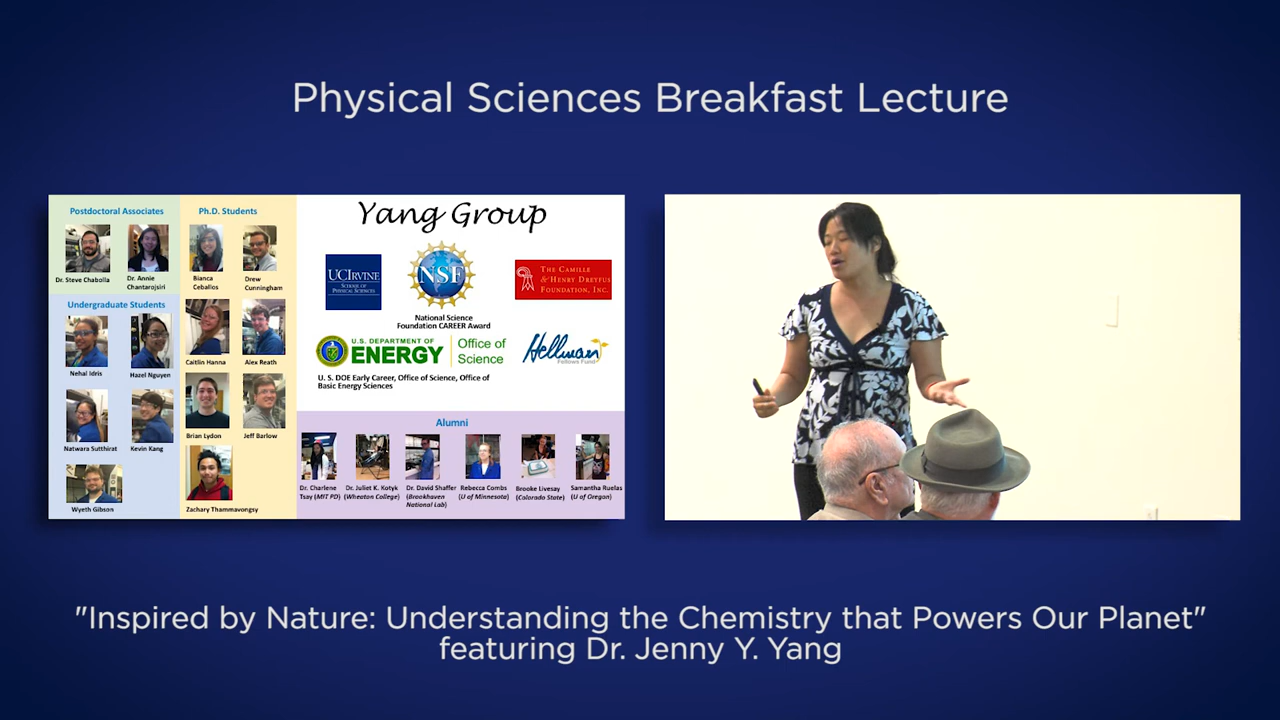 Physical Sciences Breakfast Lecture
Postdoctoral Associates
Dr. Steve Chabolla
Dr. Annie
Chantarojsiri
Undergraduate Students
Nehal Idris
Hazel Nguyen
Natwara Sutthirat
Kevin Kang
Wyeth Gibson
Ph.D. Students
Bianca
Ceballos
Drew
Cunningham
Caitlin Hanna
Alex Reath
Brian Lydon
Jeff Barlow
Zachary Thammavongsy
Yang Group
UCIRVINE
SCHOOL OF
PHYSICAL SCIENCES
NSF
National Science
Foundation CAREER Award
THE CAMILLE
& HENRY DREYFUS
FOUNDATION, INC.
U.S. DEPARTMENT OF
ENERGY
Office of
Science
Hellman
Fellows Fund
U. S. DOE Early Career, Office of Science, Office of
Basic Energy Sciences
Alumni
Dr. Charlene
Tsay (MIT PD)
Dr. Juliet K. Kotyk
(Wheaton College)
Dr. David Shaffer
(Brookhaven
National Lab)
Rebecca Combs
(U of Minnesota)
Brooke Livesay
(Colorado State)
Samantha Ruelas
(U of Oregon)
"Inspired by Nature: Understanding the Chemistry that Powers Our Planet"
featuring Dr. Jenny Y. Yang